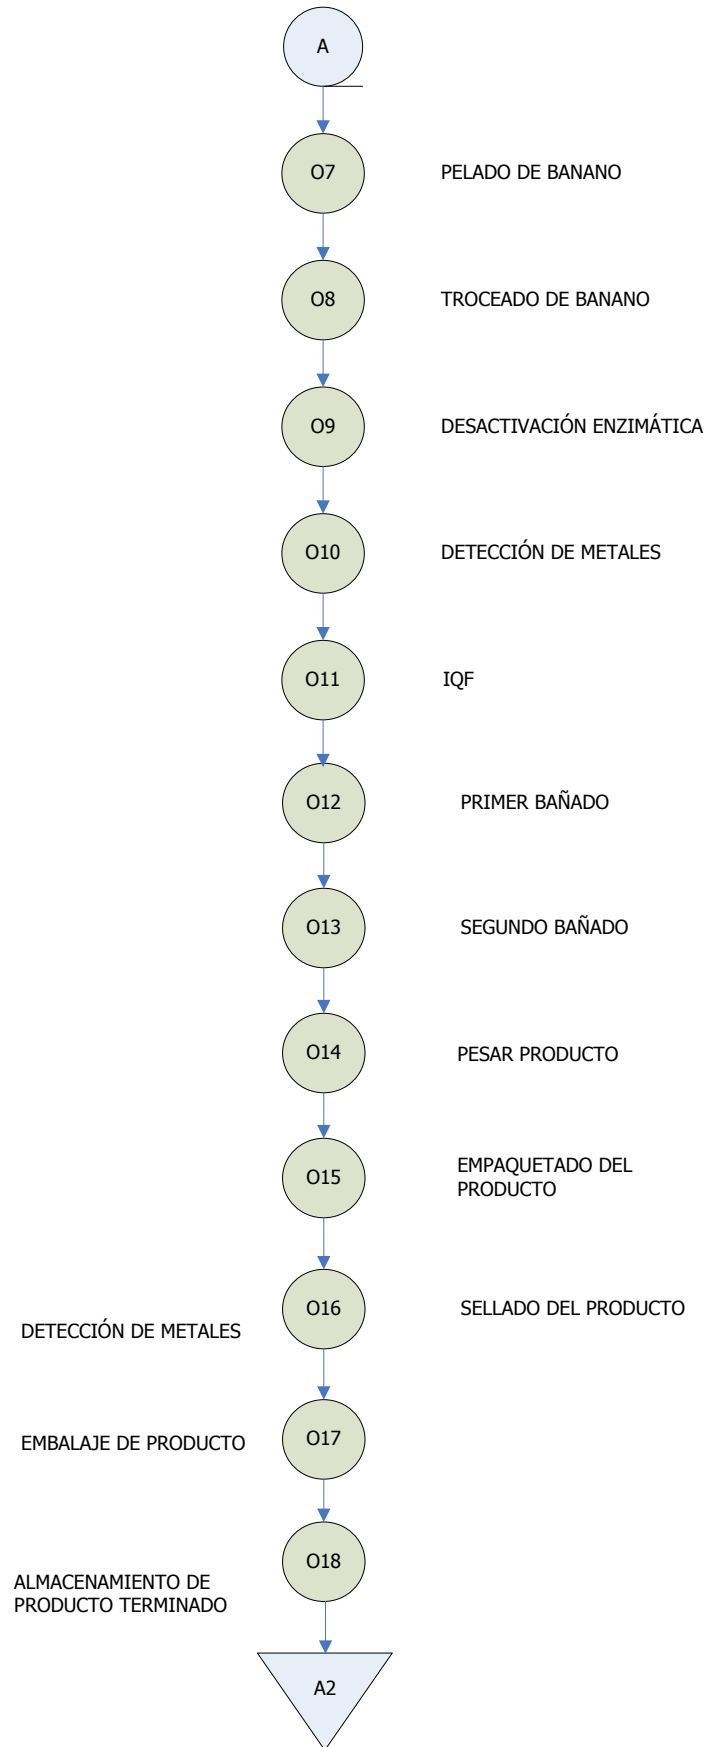 A
O7
PELADO DE BANANO
O8
TROCEADO DE BANANO
O9
DESACTIVACIÓN ENZIMÁTICA
O10
DETECCIÓN DE METALES
O11
IQF
O12
PRIMER BAÑADO
O13
SEGUNDO BAÑADO
O14
PESAR PRODUCTO
O15
EMPAQUETADO DEL
PRODUCTO
O16
SELLADO DEL PRODUCTO
DETECCIÓN DE METALES
O17
EMBALAJE DE PRODUCTO
O18
ALMACENAMIENTO DE
PRODUCTO TERMINADO
A2